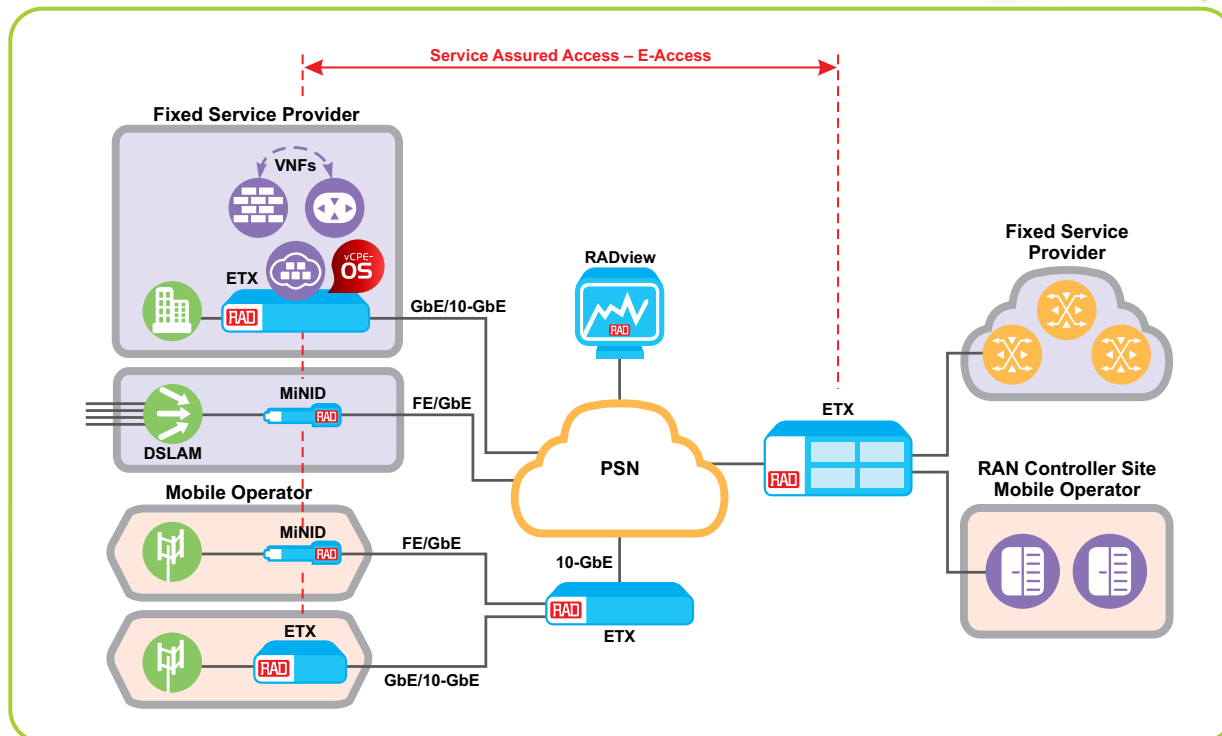 Service Assured Access – E-Access
Fixed Service Provider
VNFs
vCPE-
OS
ETX
RAD
GbE/10-GbE
MiNID
RAD
FE/GbE
DSLAM
Mobile Operator
MiNID
RAD
FE/GbE
ETX
RAD
GbE/10-GbE
RADview
RAD
PSN
10-GbE
RAD
ETX
ETX
RAD
Fixed Service
Provider
RAN Controller Site
Mobile Operator